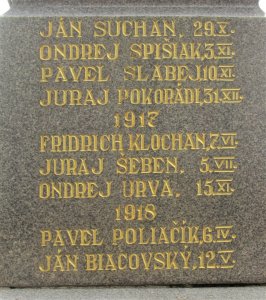 JÁN SUCHAN, 29.X.
ONDREJ SPIŠIAK, 3.XI.
PAVEL SLABEJ, 10.XI.
JURAJ POKORÁDI, 31.XII.
1917
FRIDRICH KLOCHAN, 7.VI.
JURAJ ŠEBEN, 5.VII.
ONDREJ URVA, 15.XI.
1918
PAVEL POLIAČIK, 6.IV.
JÁN BIACOVSKÝ, 12.V.